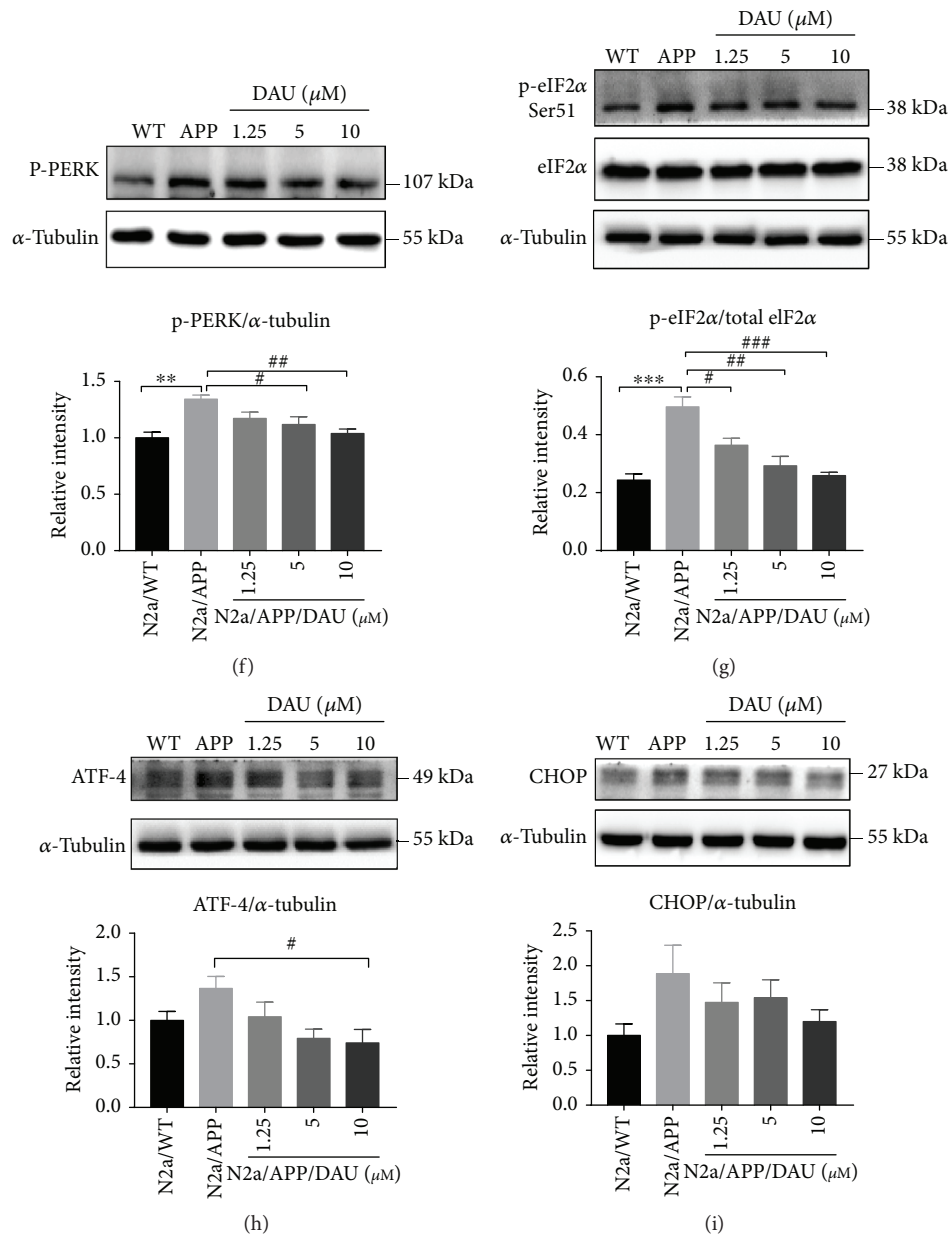 DAU (μM)
WT APP 1.25 5 10
P-PERK
107 kDa
α-Tubulin
55 kDa
p-PERK/α-tubulin
##
** #
Relative intensity
1.5
1.0
0.5
0.0
N2a/WT
N2a/APP
1.25
5
10
N2a/APP/DAU (μM)
(f)
DAU (μM)
WT APP 1.25 5 10
p-eIF2α
Ser51
38 kDa
eIF2α
38 kDa
α-Tubulin
55 kDa
p-eIF2α/total elF2α
###
##
*** #
Relative intensity
0.6
0.4
0.2
0.0
N2a/WT
N2a/APP
1.25
5
10
N2a/APP/DAU (μM)
(g)
DAU (μM)
WT APP 1.25 5 10
ATF-4
49 kDa
α-Tubulin
55 kDa
ATF-4/α-tubulin
#
Relative intensity
2.0
1.5
1.0
0.5
0.0
N2a/WT
N2a/APP
1.25
5
10
N2a/APP/DAU (μM)
(h)
DAU (μM)
WT APP 1.25 5 10
CHOP
27 kDa
α-Tubulin
55 kDa
CHOP/α-tubulin
Relative intensity
2.5
2.0
1.5
1.0
0.5
0.0
N2a/WT
N2a/APP
1.25
5
10
N2a/APP/DAU (μM)
(i)